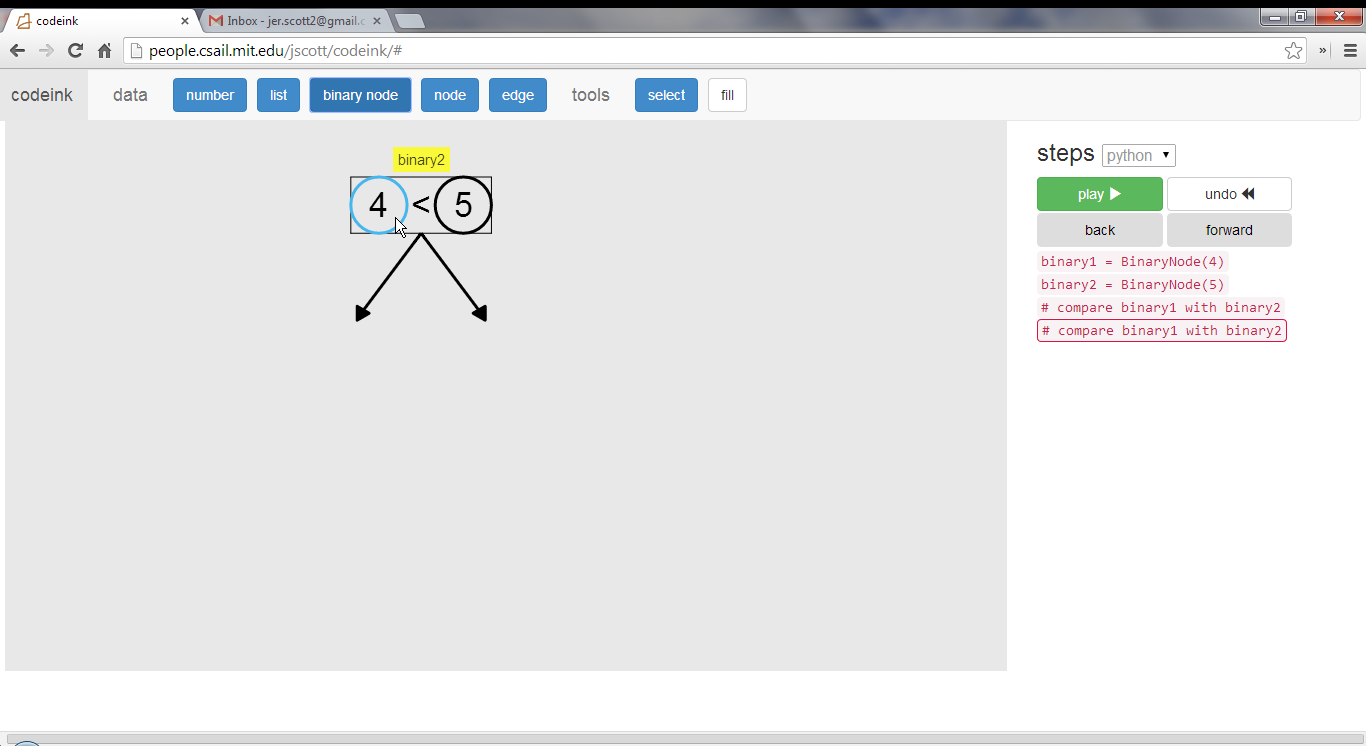 codeink
Inbox - jer.scott2@gmail.c
people.csail.mit.edu/jscott/codeink/#
codeink data number list binary node node edge tools select fill
binary2
4 < 5
steps python
play undo
back forward
binary1 = BinaryNode(4)
binary2 = BinaryNode(5)
# compare binary1 with binary2
# compare binary1 with binary2